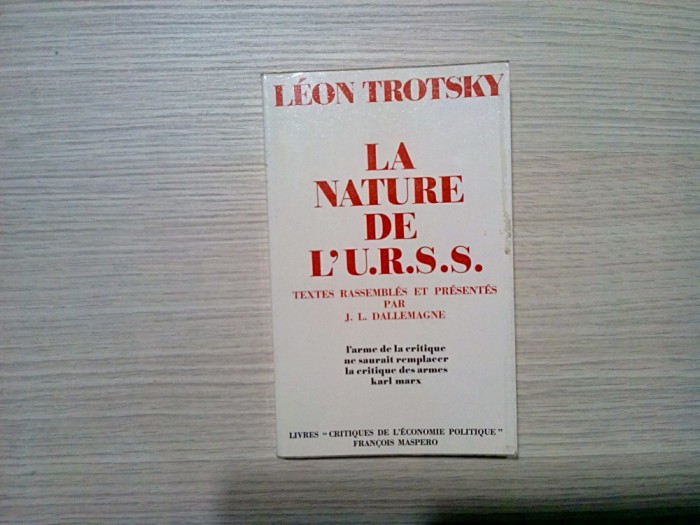 LÉON TROTSKY
LA
NATURE
DE
L'U.R.S.S.
TEXTES RASSEMBLÉS ET PRÉSENTÉS
PAR
J. L. DALLEMAGNE
l'arme de la critique
ne saurait remplacer
la critique des armes
karl marx
LIVRES "CRITIQUES DE L'ÉCONOMIE POLITIQUE"
FRANÇOIS MASPERO